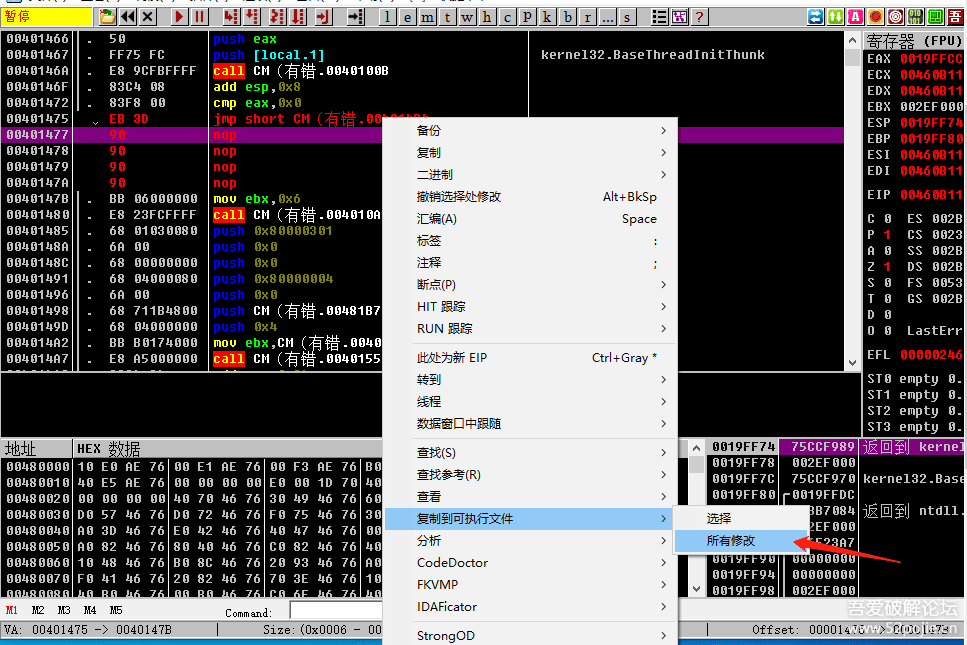 暂停
l e m t w h c p k b r ... s
?
00401466 . 50 push eax
00401467 . FF75 FC push [local.1] kernel32.BaseThreadInitThunk
0040146A . E8 9CFBFFFF call CM（有错.0040100B
0040146F . 83C4 08 add esp,0x8
00401472 . 83F8 00 cmp eax,0x0
00401475 EB 3D jmp short CM（有错.
00401477 90 nop
00401478 90 nop
00401479 90 nop
0040147A 90 nop
0040147B . BB 06000000 mov ebx,0x6
00401480 . E8 23FCFFFF call CM（有错.004010A
00401485 . 68 01030080 push 0x80000301
0040148A . 6A 00 push 0x0
0040148C . 68 00000000 push 0x0
00401491 . 68 04000080 push 0x80000004
00401496 . 6A 00 push 0x0
00401498 . 68 711B4800 push CM（有错.00481B7
0040149D . 68 04000000 push 0x4
004014A2 . BB B0174000 mov ebx,CM（有错.0040
004014A7 . E8 A5000000 call CM（有错.0040155
寄存器 (FPU)
EAX 0019FFCC
ECX 00460B11
EDX 00460B11
EBX 002EF000
ESP 0019FF74
EBP 0019FF80
ESI 00460B11
EDI 00460B11
EIP 00460B11
C 0 ES 002B
P 1 CS 0023
A 0 SS 002B
Z 1 DS 002B
S 0 FS 0053
T 0 GS 002B
D 0
O 0 LastErr
EFL 00000246
ST0 empty 0.
ST1 empty 0.
ST2 empty 0.
ST3 empty 0.
备份
复制
二进制
撤销选择处修改 Alt+BkSp
汇编(A) Space
标签 :
注释 ;
断点(P)
HIT 跟踪
RUN 跟踪
此处为新 EIP Ctrl+Gray *
转到
线程
数据窗口中跟随
查找(S)
查找参考(R)
查看
复制到可执行文件
分析
CodeDoctor
FKVMP
IDAFicator
StrongOD
选择
所有修改
地址 HEX 数据
00480000 10 E0 AE 76 00 E1 AE 76 00 F3 AE 76 B0
00480010 40 E5 AE 76 00 00 00 00 E0 00 1D 70 40
00480020 00 00 00 00 40 70 46 76 30 49 46 76 60
00480030 D0 57 46 76 D0 72 46 76 F0 75 46 76 30
00480040 A0 3D 46 76 E0 42 46 76 40 47 46 76 00
00480050 A0 82 46 76 80 40 46 76 C0 82 46 76 40
00480060 10 48 46 76 B0 8C 46 76 20 93 46 76 A0
00480070 F0 41 46 76 20 82 46 76 70 3E 46 76 10
0019FF74 75CCF989 返回到 kernel
0019FF78 002EF000
0019FF7C 75CCF970 kernel32.Base
0019FF80 0019FFDC
返回到 ntdll.
0019FF94 00000000
0019FF98 002EF000
M1 M2 M3 M4 M5 Command:
VA: 00401475 -> 0040147B Size: (0x0006 - 00 Offset:
吾爱破解论坛
www.52pojie.cn